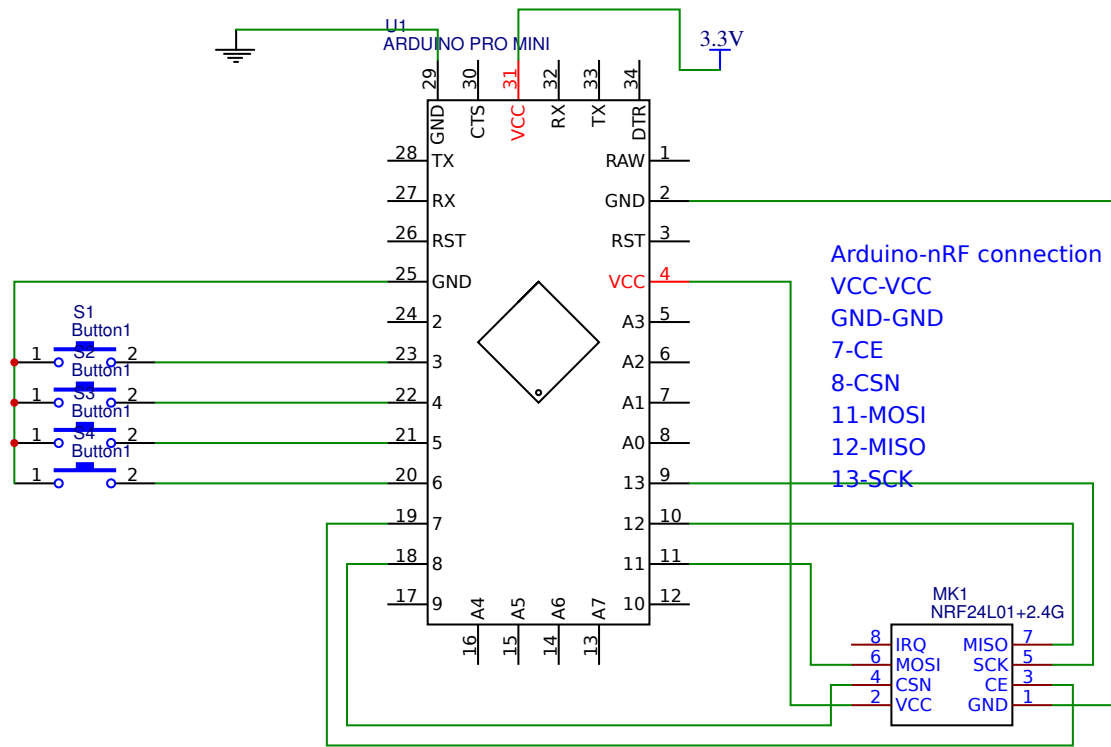 U1
ARDUINO PRO MINI
3.3V
29
30
31
32
33
34
GND
CTS
VCC
RX
TX
DTR
28
TX
RAW
1
27
RX
GND
2
26
RST
RST
3
25
GND
VCC
4
24
2
A3
5
23
3
A2
6
22
4
A1
7
21
5
A0
8
20
6
13
9
19
7
12
10
18
8
11
11
17
9
10
12
A4
A5
A6
A7
16
15
14
13
S1
Button1
1
2
S2
Button1
1
2
S3
Button1
1
2
S4
Button1
1
2
Arduino-nRF connection
VCC-VCC
GND-GND
7-CE
8-CSN
11-MOSI
12-MISO
13-SCK
MK1
NRF24L01+2.4G
8
IRQ
MISO
7
6
MOSI
SCK
5
4
CSN
CE
3
2
VCC
GND
1